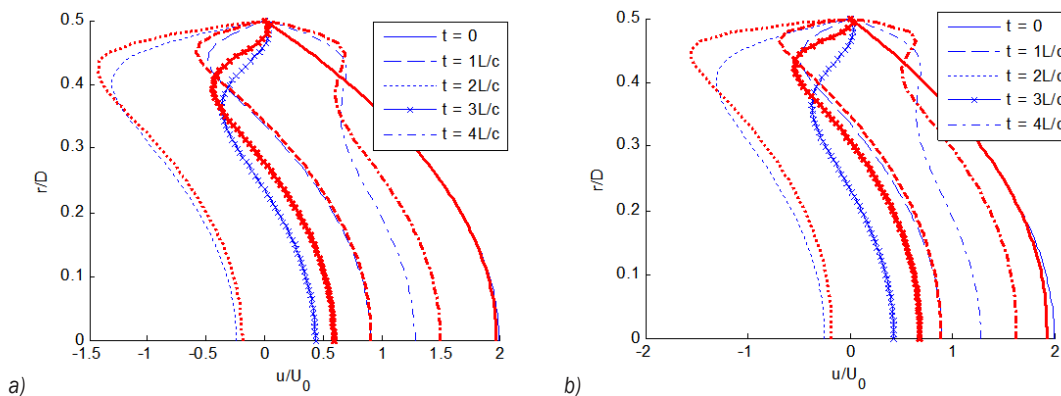 0.5
0.4
0.3
0.2
0.1
0
r/D
-1.5 -1 -0.5 0 0.5 1 1.5 2
u/U0
t = 0
t = 1L/c
t = 2L/c
t = 3L/c
t = 4L/c
a)
0.5
0.4
0.3
0.2
0.1
0
r/D
-2 -1 0 1 2
u/U0
t = 0
t = 1L/c
t = 2L/c
t = 3L/c
t = 4L/c
b)